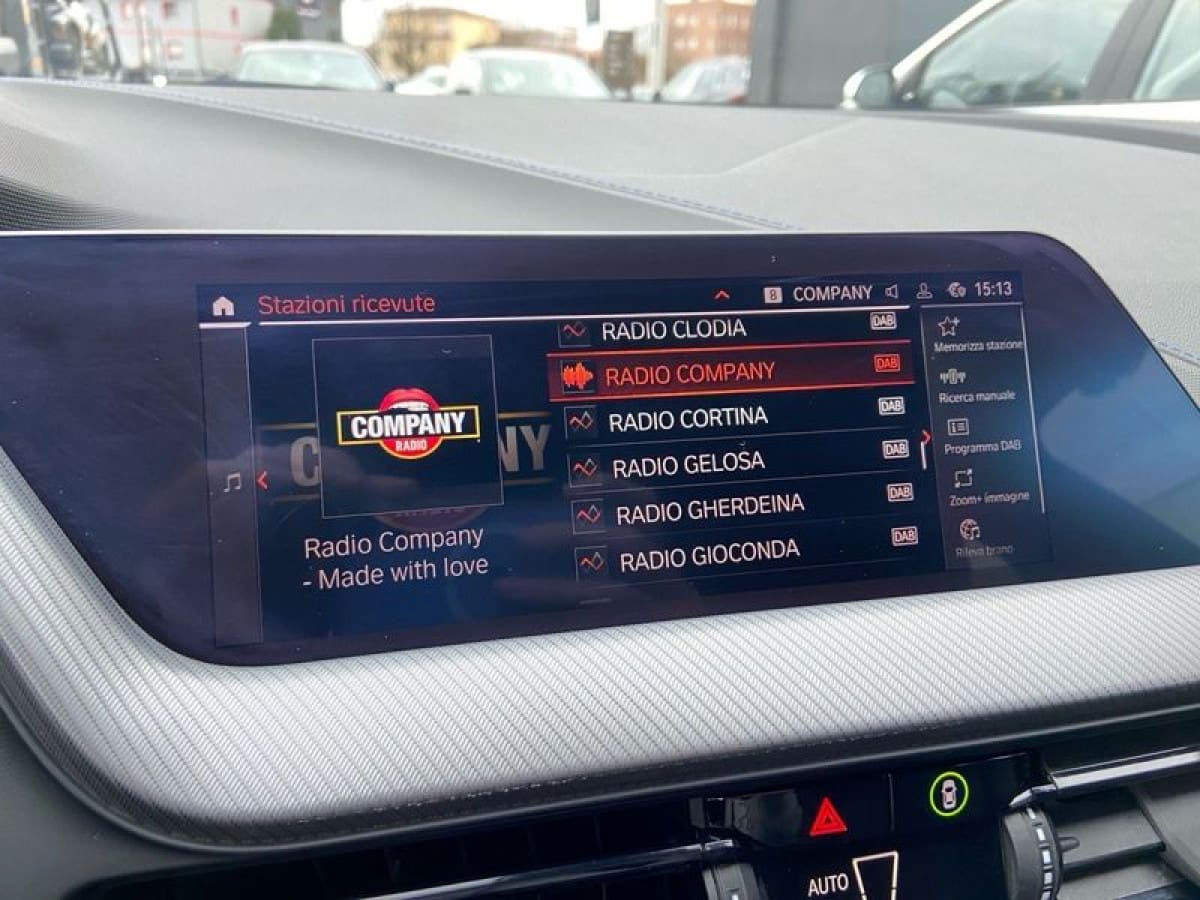 Stazioni ricevute
8 COMPANY 15:13
COMPANY
RADIO
Radio Company
- Made with love
RADIO CLODIA DAB
RADIO COMPANY DAB
RADIO CORTINA DAB
RADIO GELOSA DAB
RADIO GHERDEINA DAB
RADIO GIOCONDA DAB
Memorizza stazione
Ricerca manuale
Programma DAB
Zoom+ immagine
Rileva brano
AUTO